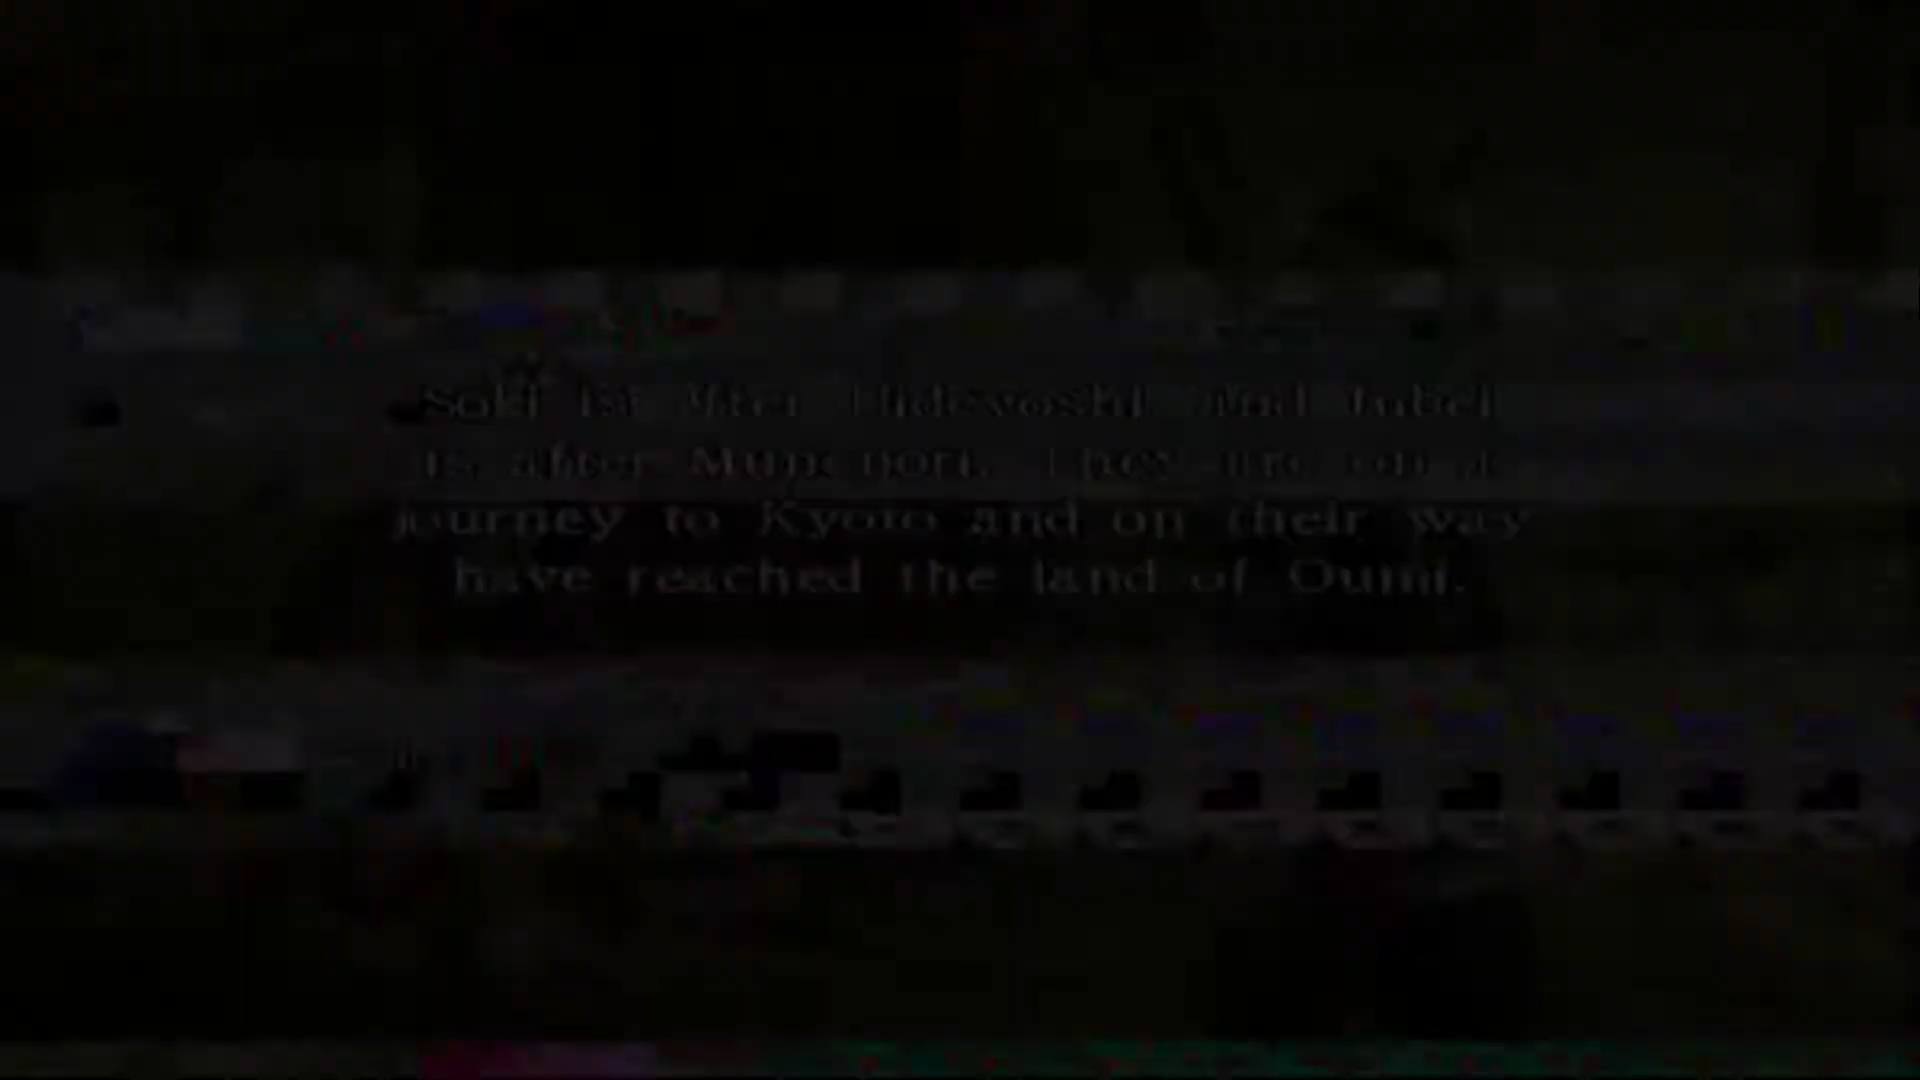 Soki is after Hideyoshi, and Jubei
is after Munenori. They are on a
journey to Kyoto and on their way
have reached the land of Oumi.